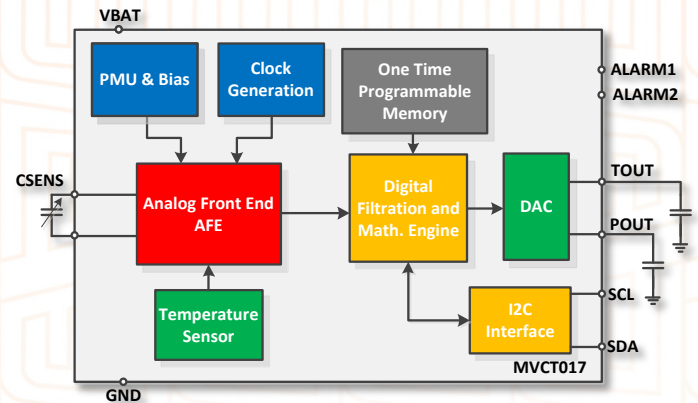 VBAT
PMU & Bias
Clock
Generation
One Time
Programmable
Memory
ALARM1
ALARM2
CSENS
Analog Front End
AFE
Digital
Filtration and
Math. Engine
DAC
TOUT
POUT
Temperature
Sensor
I2C
Interface
SCL
SDA
MVCT017
GND